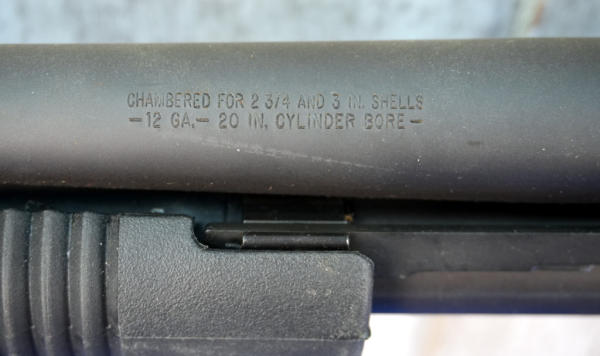 CHAMBERED FOR 2 3/4 AND 3 IN. SHELLS
-12 GA.- 20 IN. CYLINDER BORE-